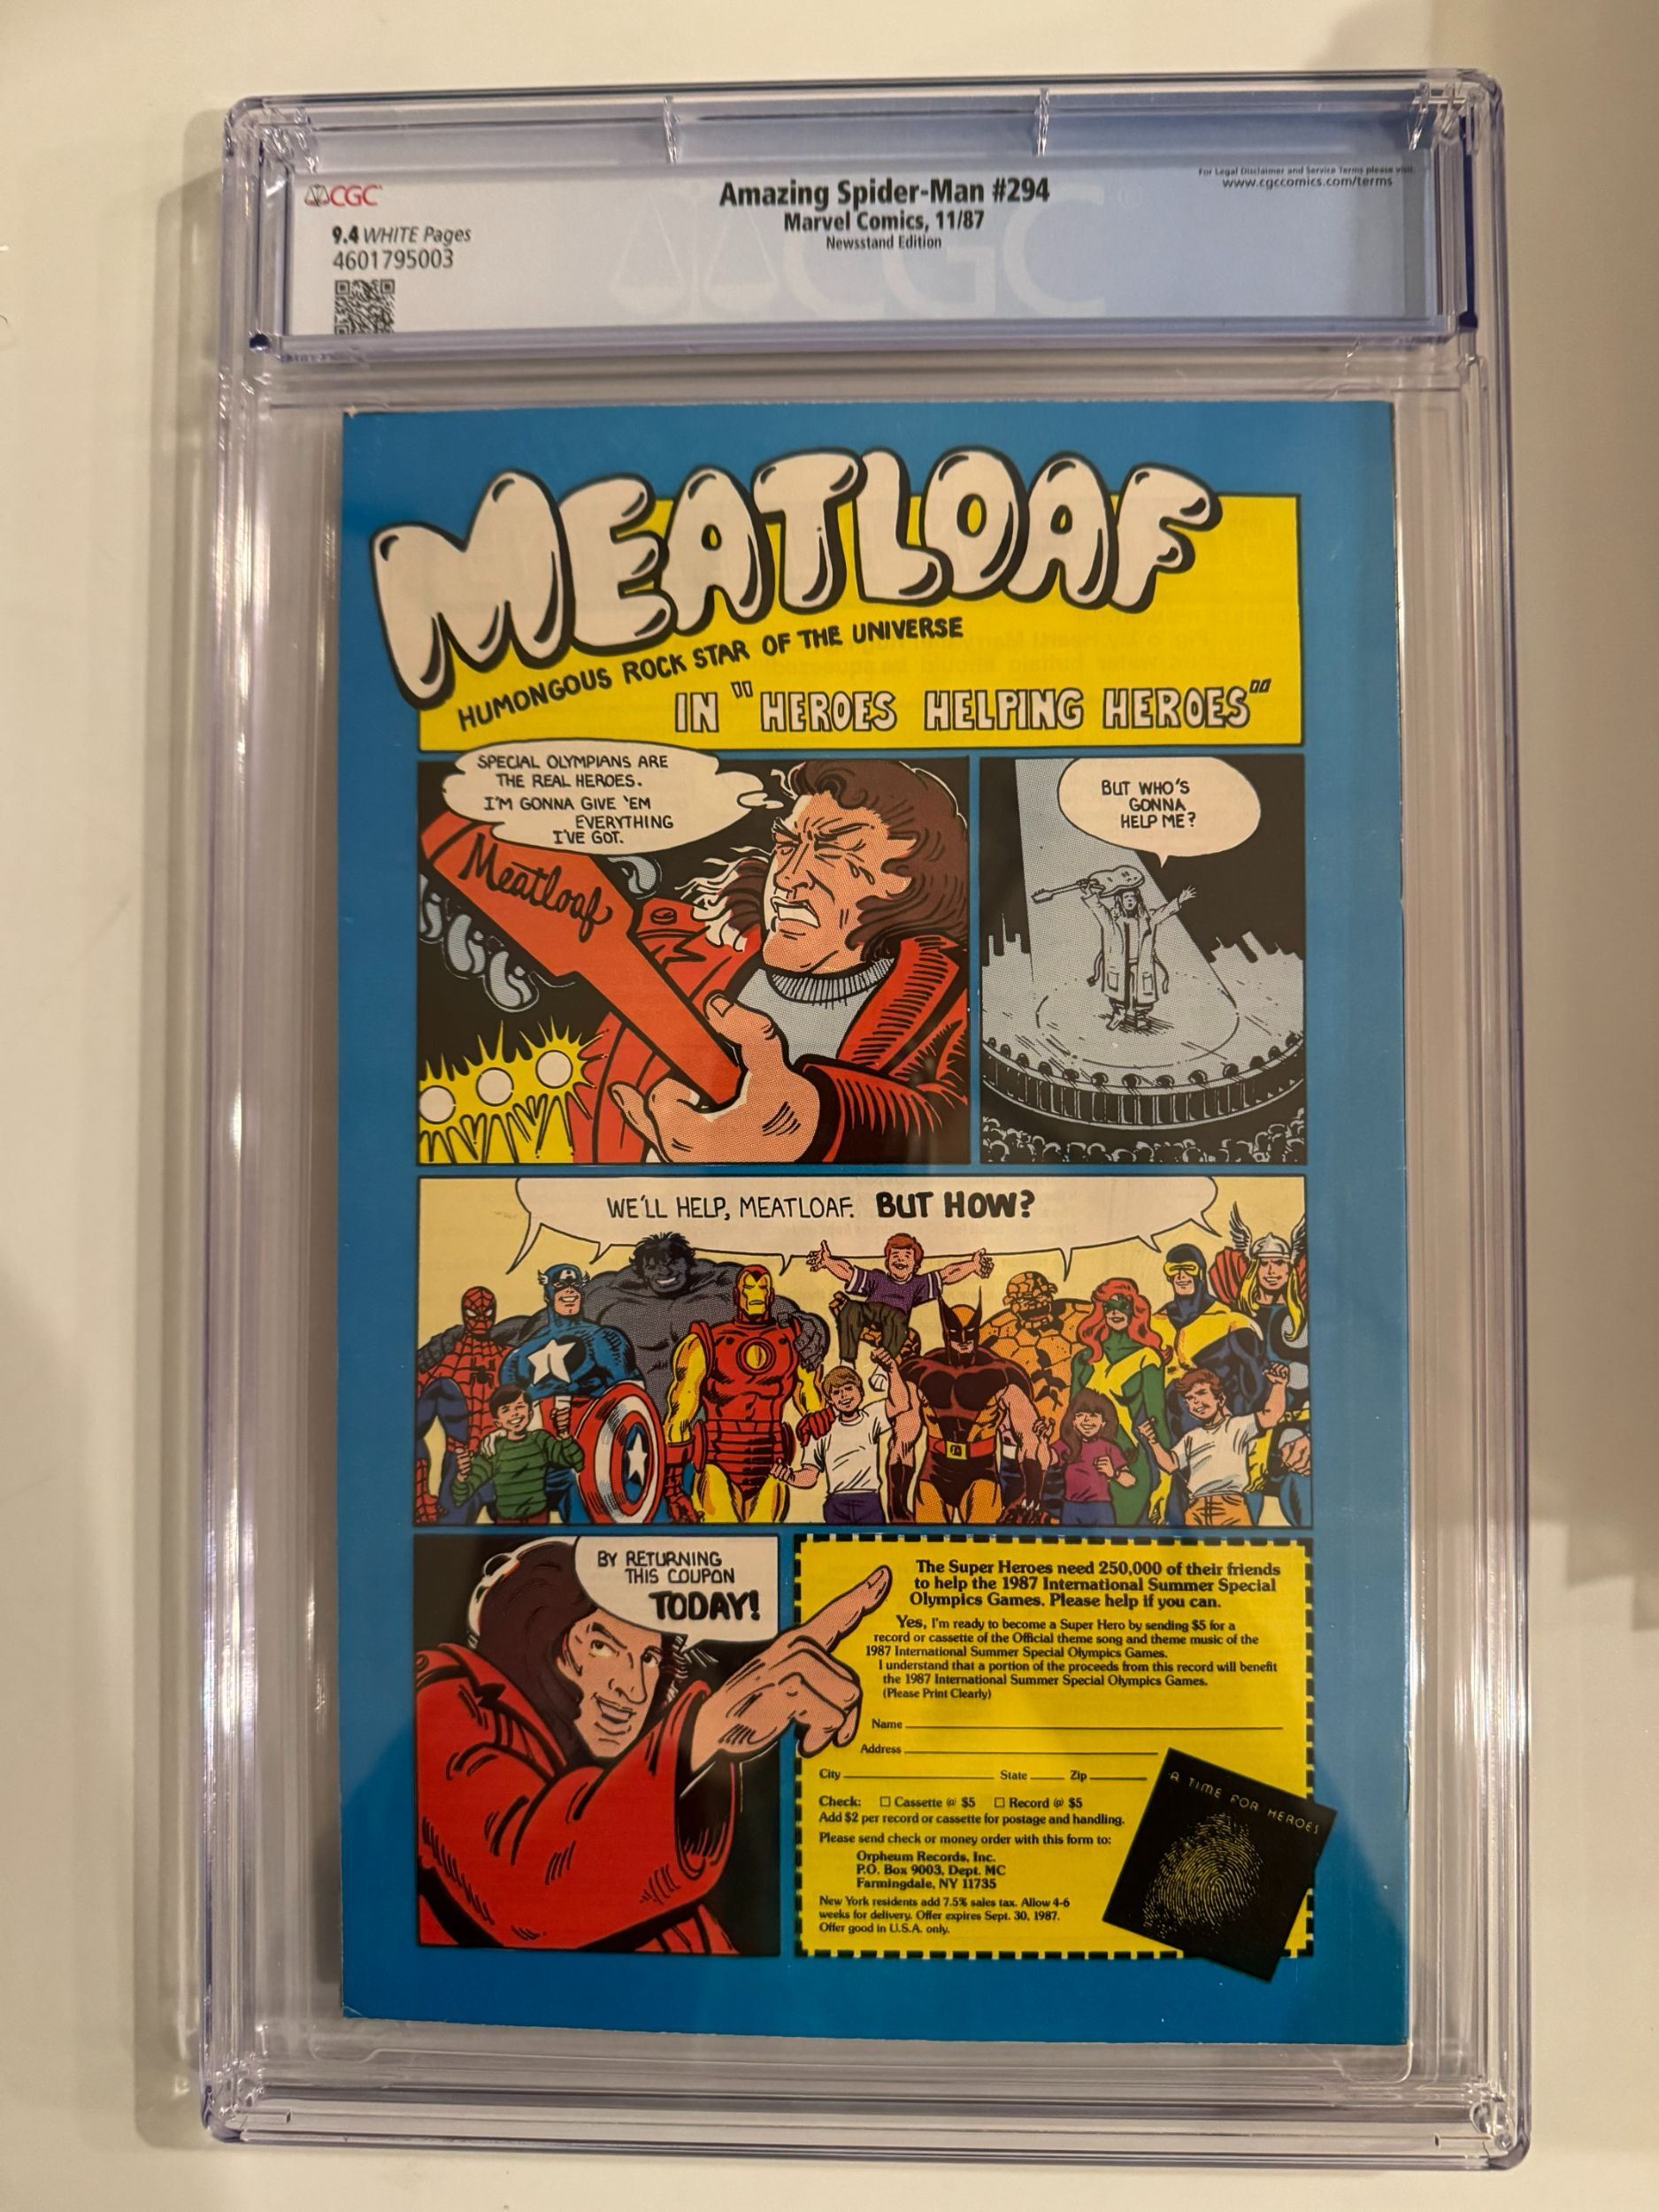 CGC
9.4 WHITE Pages
4601795003
Amazing Spider-Man #294
Marvel Comics, 11/87
Newsstand Edition
For Legal Disclaimer and Service Terms please visit
www.cgccomics.com/terms
CGC
MEATLOAF
HUMONGOUS ROCK STAR OF THE UNIVERSE
IN "HEROES HELPING HEROES"
SPECIAL OLYMPIANS ARE
THE REAL HEROES.
I'M GONNA GIVE 'EM
EVERYTHING
I'VE GOT.
Meatloaf
BUT WHO'S
GONNA
HELP ME?
WE'LL HELP, MEATLOAF. BUT HOW?
BY RETURNING
THIS COUPON
TODAY!
The Super Heroes need 250,000 of their friends
to help the 1987 International Summer Special
Olympics Games. Please help if you can.
Yes, I'm ready to become a Super Hero by sending $5 for a
record or cassette of the Official theme song and theme music of the
1987 International Summer Special Olympics Games.
I understand that a portion of the proceeds from this record will benefit
the 1987 International Summer Special Olympics Games.
(Please Print Clearly)
Name
Address
City State Zip
Check: ☐ Cassette @ $5 ☐ Record @ $5
Add $2 per record or cassette for postage and handling.
Please send check or money order with this form to:
Orpheum Records, Inc.
P.O. Box 9003, Dept. MC
Farmingdale, NY 11735
New York residents add 7.5% sales tax. Allow 4-6
weeks for delivery. Offer expires Sept. 30, 1987.
Offer good in U.S.A. only.
A TIME FOR HEROES